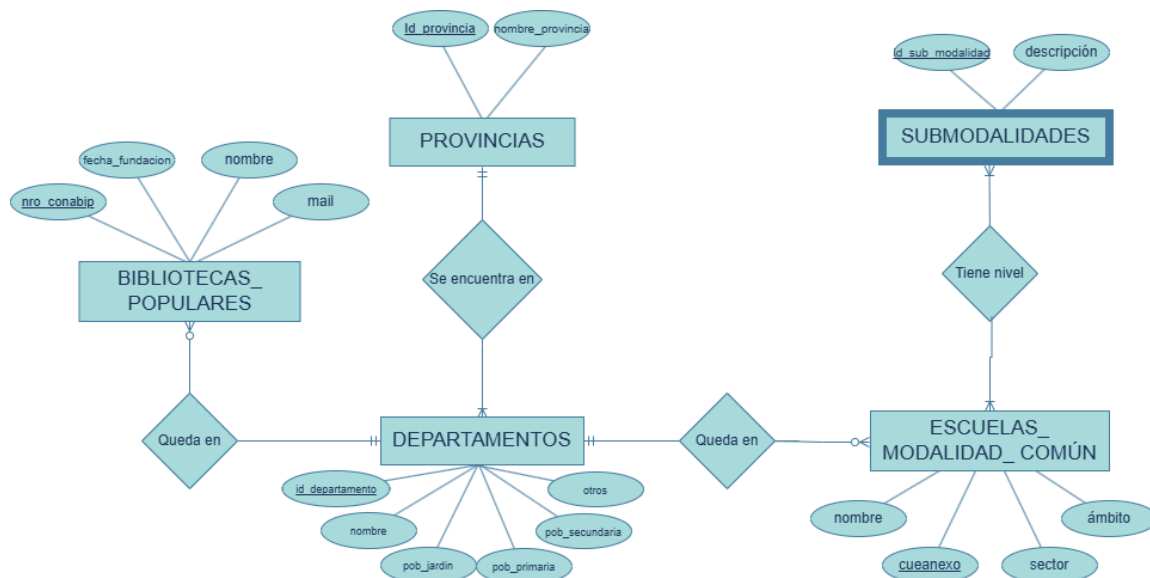 Id_provincia
nombre_provincia
id_sub_modalidad
descripción
PROVINCIAS
SUBMODALIDADES
fecha_fundacion
nombre
nro_conabip
mail
BIBLIOTECAS_
POPULARES
Se encuentra en
Tiene nivel
Queda en
DEPARTAMENTOS
Queda en
ESCUELAS_
MODALIDAD_ COMÚN
id_departamento
otros
nombre
pob_secundaria
pob_jardin
pob_primaria
nombre
ámbito
cueanexo
sector